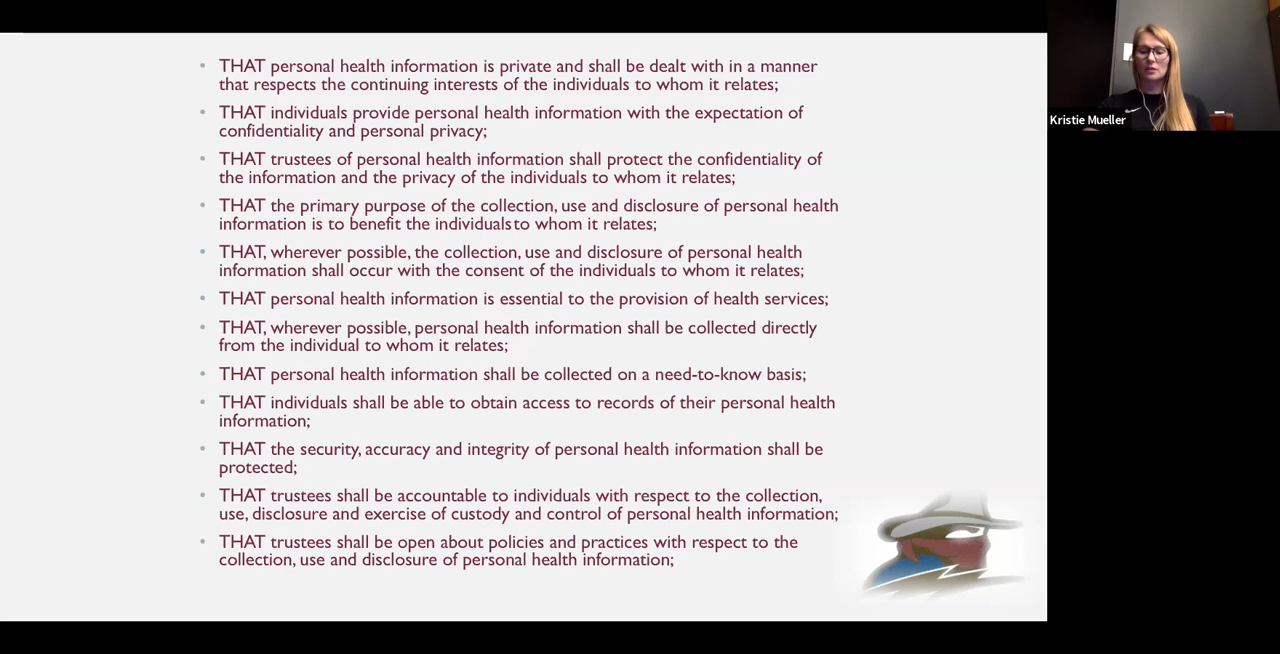 • THAT personal health information is private and shall be dealt with in a manner
that respects the continuing interests of the individuals to whom it relates;
• THAT individuals provide personal health information with the expectation of
confidentiality and personal privacy;
• THAT trustees of personal health information shall protect the confidentiality of
the information and the privacy of the individuals to whom it relates;
• THAT the primary purpose of the collection, use and disclosure of personal health
information is to benefit the individuals to whom it relates;
• THAT, wherever possible, the collection, use and disclosure of personal health
information shall occur with the consent of the individuals to whom it relates;
• THAT personal health information is essential to the provision of health services;
• THAT, wherever possible, personal health information shall be collected directly
from the individual to whom it relates;
• THAT personal health information shall be collected on a need-to-know basis;
• THAT individuals shall be able to obtain access to records of their personal health
information;
• THAT the security, accuracy and integrity of personal health information shall be
protected;
• THAT trustees shall be accountable to individuals with respect to the collection,
use, disclosure and exercise of custody and control of personal health information;
• THAT trustees shall be open about policies and practices with respect to the
collection, use and disclosure of personal health information;
Kristie Mueller